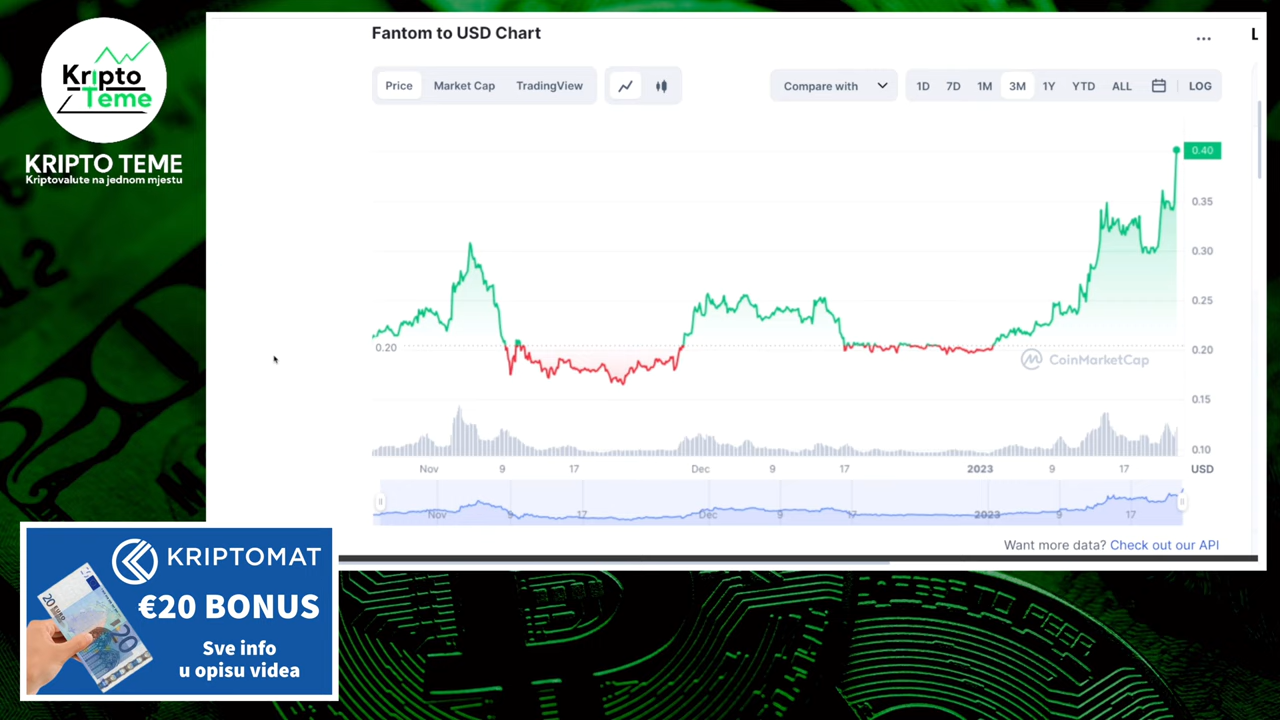 Kripto
Teme
KRIPTO TEME
Kriptovalute na jednom mjestu
Fantom to USD Chart
L
Price Market Cap TradingView Compare with 1D 7D 1M 3M 1Y YTD ALL LOG
0.40
0.35
0.30
0.25
0.20 0.20
CoinMarketCap
0.15
0.10
Nov 9 17 Dec 9 17 2023 9 17 USD
Nov 9 17 Dec 9 17 2023 9 17
Want more data? Check out our API
KRIPTOMAT
20 EURO
20
€20 BONUS
Sve info
u opisu videa